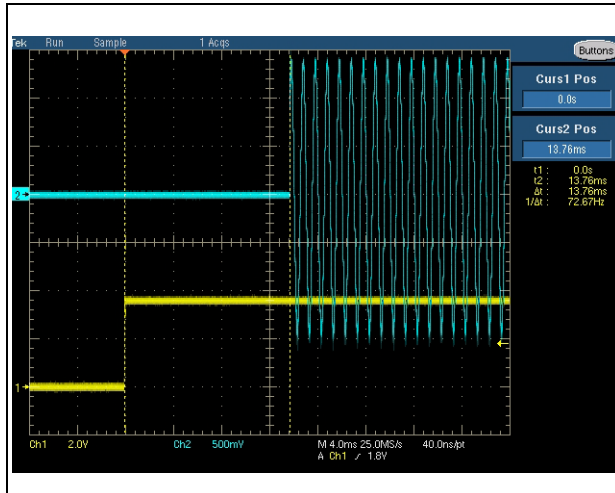 Tek Run Sample 1 Acqs
Buttons
Curs1 Pos
0.0s
Curs2 Pos
13.76ms
t1: 0.0s
t2: 13.76ms
Δt: 13.76ms
1/Δt: 72.67Hz
2
1
Ch1 2.0V Ch2 500mV M 4.0ms 25.0MS/s 40.0ns/pt
A Ch1 ⁄ 1.8V